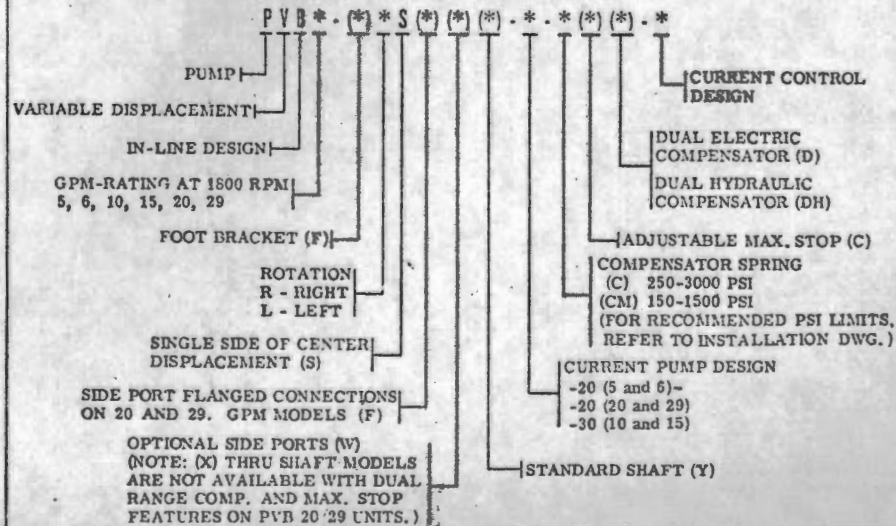 P V B * - (*) * S (*) (*) (*) - * - * (*) (*) - *
PUMP
VARIABLE DISPLACEMENT
IN-LINE DESIGN
GPM-RATING AT 1800 RPM
5, 6, 10, 15, 20, 29
FOOT BRACKET (F)
ROTATION
R - RIGHT
L - LEFT
SINGLE SIDE OF CENTER
DISPLACEMENT (S)
SIDE PORT FLANGED CONNECTIONS
ON 20 AND 29. GPM MODELS (F)
OPTIONAL SIDE PORTS (W)
(NOTE: (X) THRU SHAFT MODELS
ARE NOT AVAILABLE WITH DUAL
RANGE COMP. AND MAX. STOP
FEATURES ON PVB 20/29 UNITS.)
CURRENT CONTROL
DESIGN
DUAL ELECTRIC
COMPENSATOR (D)
DUAL HYDRAULIC
COMPENSATOR (DH)
ADJUSTABLE MAX. STOP (C)
COMPENSATOR SPRING
(C) 250-3000 PSI
(CM) 150-1500 PSI
(FOR RECOMMENDED PSI LIMITS,
REFER TO INSTALLATION DWG.)
CURRENT PUMP DESIGN
-20 (5 and 6)-
-20 (20 and 29)
-30 (10 and 15)
STANDARD SHAFT (Y)